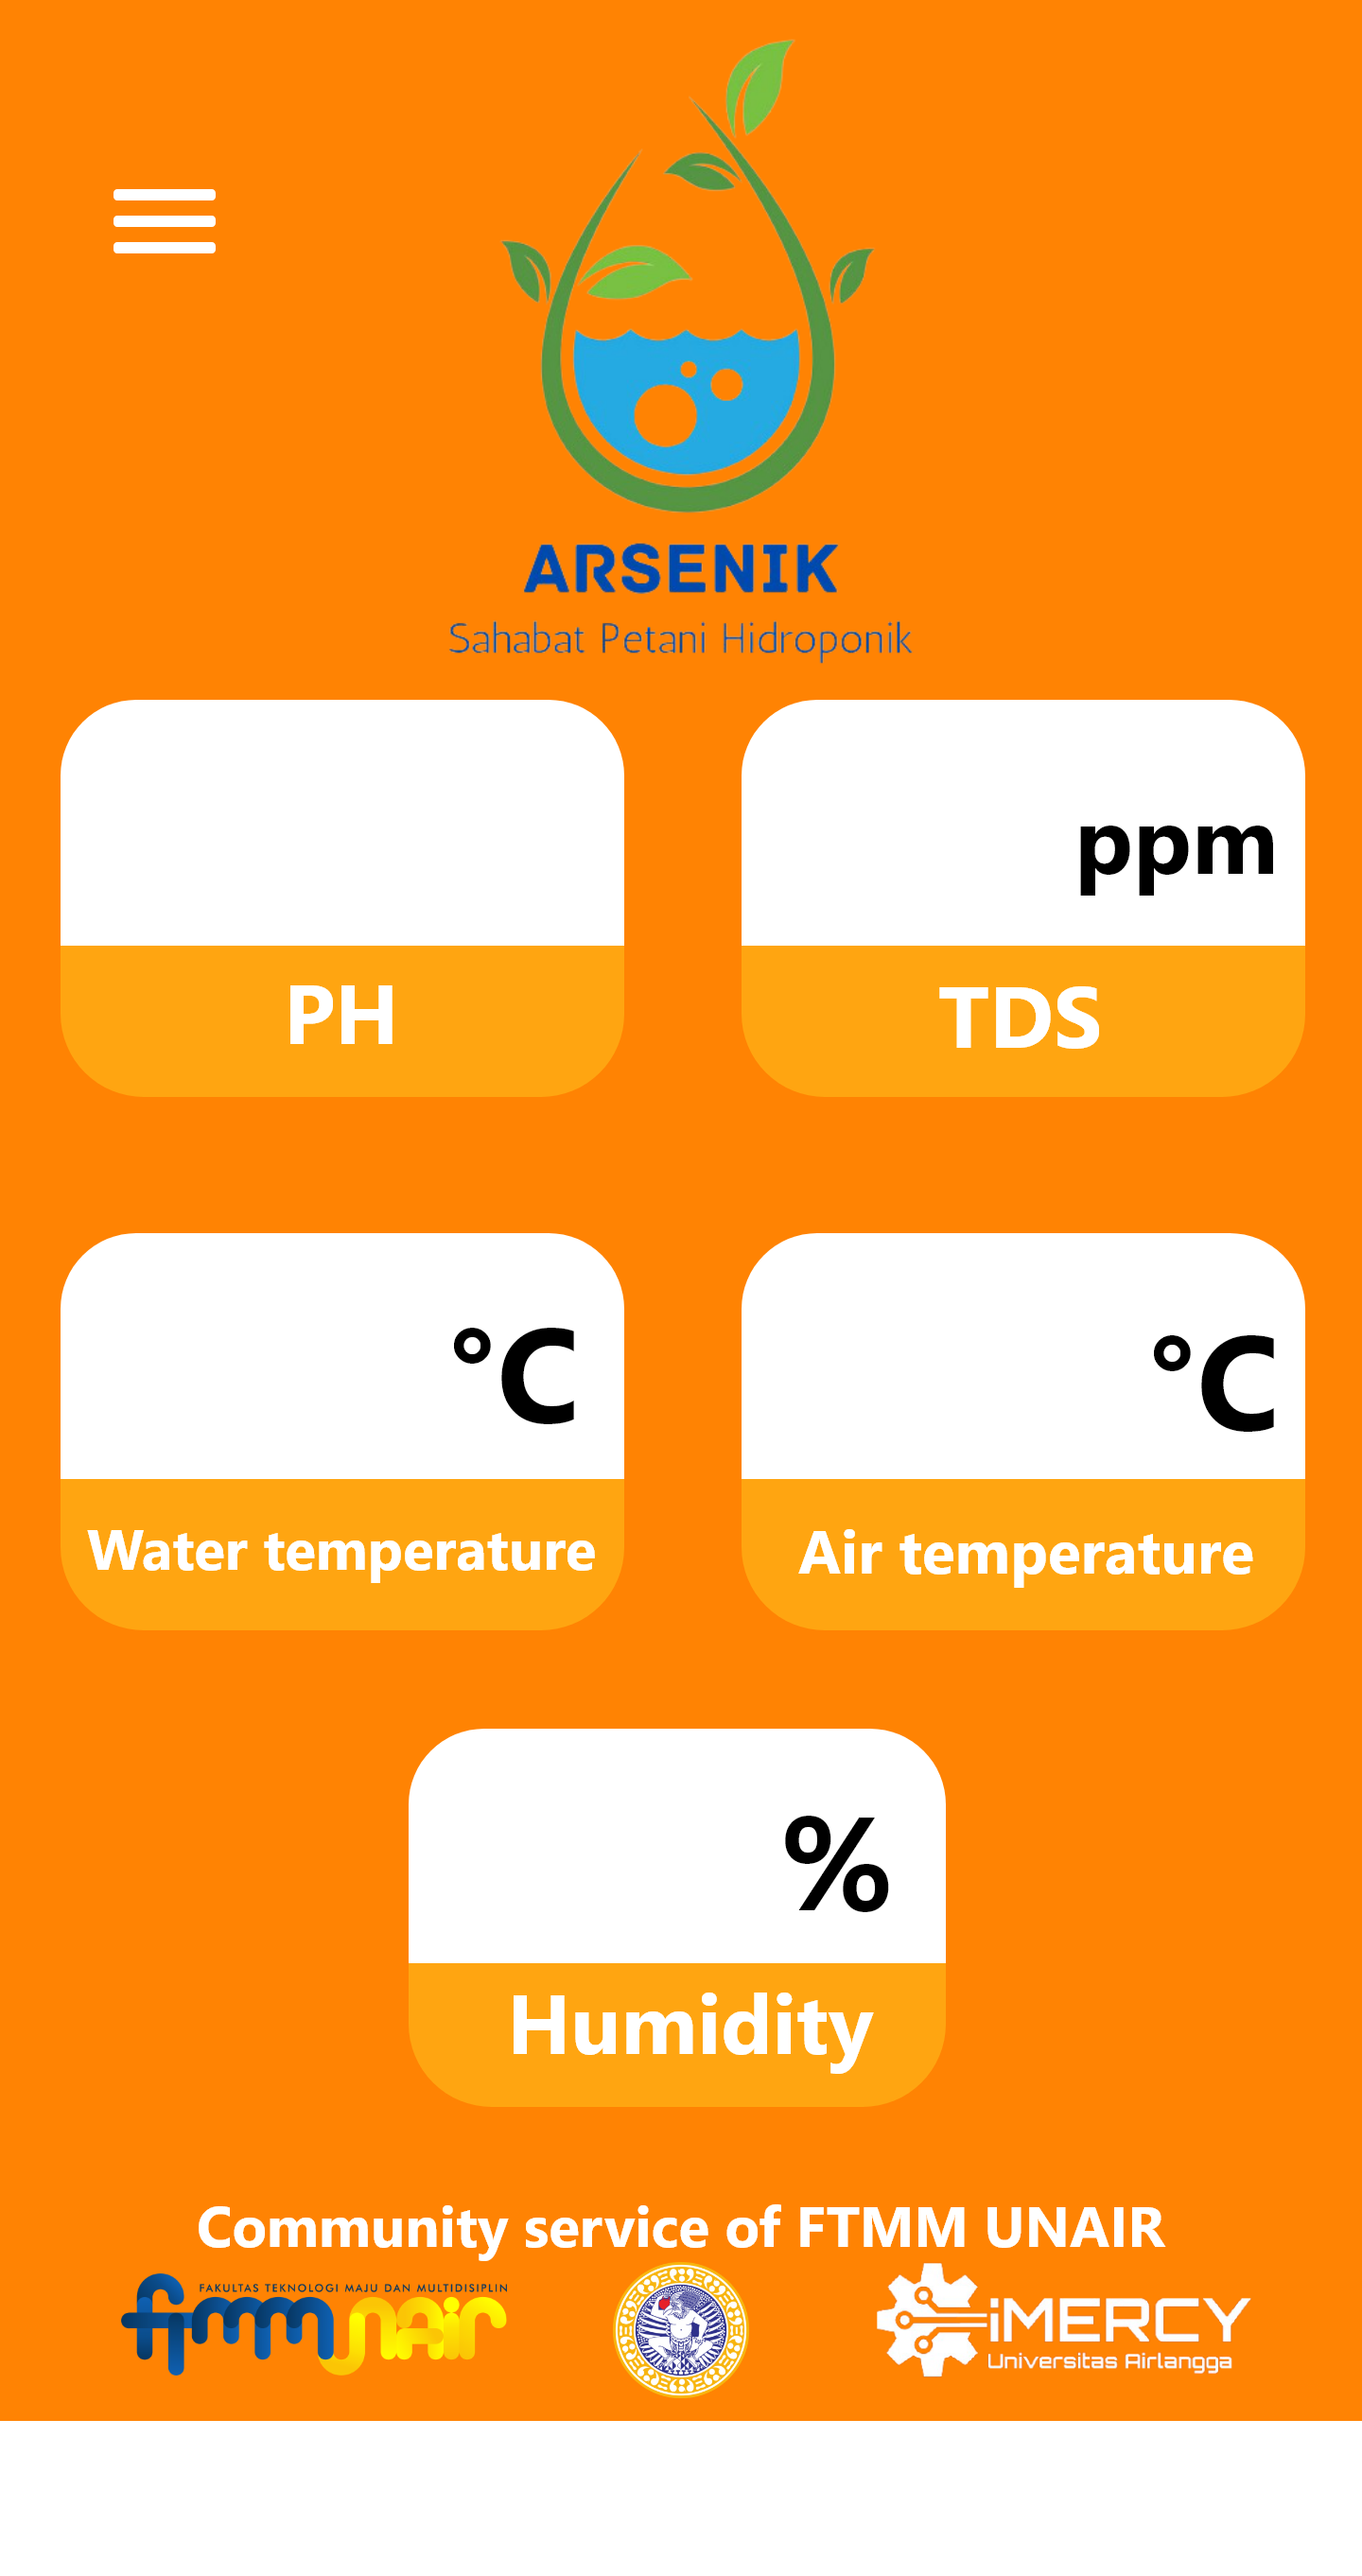 ARSENIK
Sahabat Petani Hidroponik
ppm
PH
TDS
°C
°C
Water temperature
Air temperature
%
Humidity
Community service of FTMM UNAIR
FAKULTAS TEKNOLOGI MAJU DAN MULTIDISIPLIN
ftmm unair
iMERCY
Universitas Airlangga